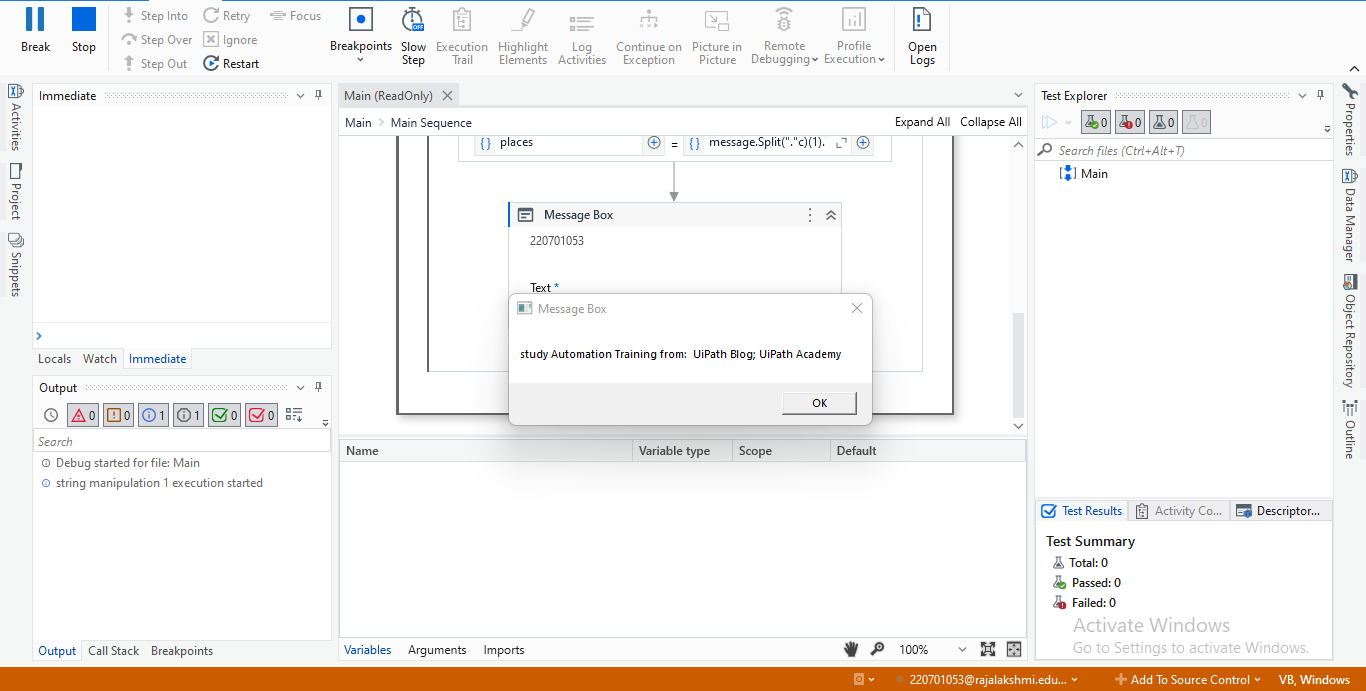 Break
Stop
Step Into
Step Over
Step Out
Retry
Ignore
Restart
Focus
Breakpoints
Slow
Step
OFF
Execution
Trail
Highlight
Elements
Log
Activities
Continue on
Exception
Picture in
Picture
Remote
Debugging
Profile
Execution
Open
Logs
Activities
Project
Snippets
Immediate
Locals Watch Immediate
Output
0 0 1 1 0 0
Search
Debug started for file: Main
string manipulation 1 execution started
Output Call Stack Breakpoints
Main (ReadOnly)
Main > Main Sequence
Expand All Collapse All
{} places = {} message.Split("."c)(1).
Message Box
220701053
Text *
Message Box
study Automation Training from: UiPath Blog; UiPath Academy
OK
Name Variable type Scope Default
Variables Arguments Imports
100%
Test Explorer
0 0 0 0
Search files (Ctrl+Alt+T)
Main
Test Results Activity Co... Descriptor...
Test Summary
Total: 0
Passed: 0
Failed: 0
Activate Windows
Go to Settings to activate Windows.
Properties
Data Manager
Object Repository
Outline
220701053@rajalakshmi.edu... Add To Source Control VB, Windows